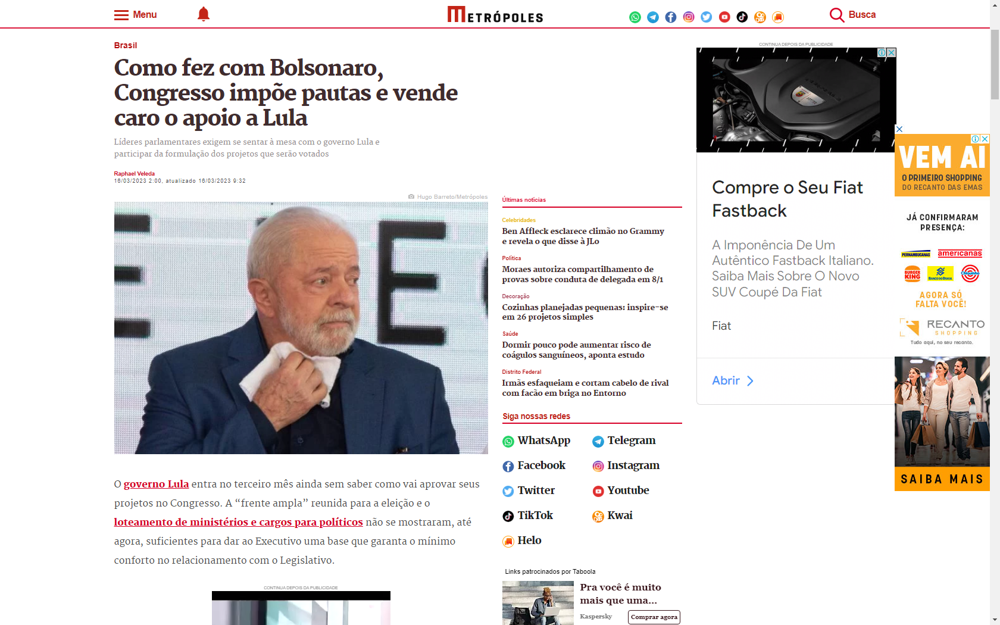 Menu
METRÓPOLES
Busca
Brasil
Como fez com Bolsonaro,
Congresso impõe pautas e vende
caro o apoio a Lula
Líderes parlamentares exigem se sentar à mesa com o governo Lula e
participar da formulação dos projetos que serão votados
Raphael Veleda
16/03/2023 2:00, atualizado 16/03/2023 9:32
Hugo Barreto/Metrópoles
O governo Lula entra no terceiro mês ainda sem saber como vai aprovar seus
projetos no Congresso. A “frente ampla” reunida para a eleição e o
loteamento de ministérios e cargos para políticos não se mostraram, até
agora, suficientes para dar ao Executivo uma base que garanta o mínimo
conforto no relacionamento com o Legislativo.
CONTINUA DEPOIS DA PUBLICIDADE
Últimas notícias
Celebridades
Ben Affleck esclarece climão no Grammy
e revela o que disse à JLo
Política
Moraes autoriza compartilhamento de
provas sobre conduta de delegada em 8/1
Decoração
Cozinhas planejadas pequenas: inspire-se
em 26 projetos simples
Saúde
Dormir pouco pode aumentar risco de
coágulos sanguíneos, aponta estudo
Distrito Federal
Irmãs esfaqueiam e cortam cabelo de rival
com facão em briga no Entorno
Siga nossas redes
WhatsApp
Telegram
Facebook
Instagram
Twitter
Youtube
TikTok
Kwai
Helo
Links patrocinados por Taboola
Pra você é muito
mais que uma...
Kaspersky
Comprar agora
CONTINUA DEPOIS DA PUBLICIDADE
Compre o Seu Fiat
Fastback
A Imponência De Um
Autêntico Fastback Italiano.
Saiba Mais Sobre O Novo
SUV Coupé Da Fiat
Fiat
Abrir
VEM AI
O PRIMEIRO SHOPPING
DO RECANTO DAS EMAS
JÁ CONFIRMARAM
PRESENÇA:
PERNAMBUCANAS
americanas
BURGER
KING
BANCO DO BRASIL
Chiquinho
AGORA SÓ
FALTA VOCÊ!
RECANTO
SHOPPING
Tudo aqui, no seu recanto.
SAIBA MAIS